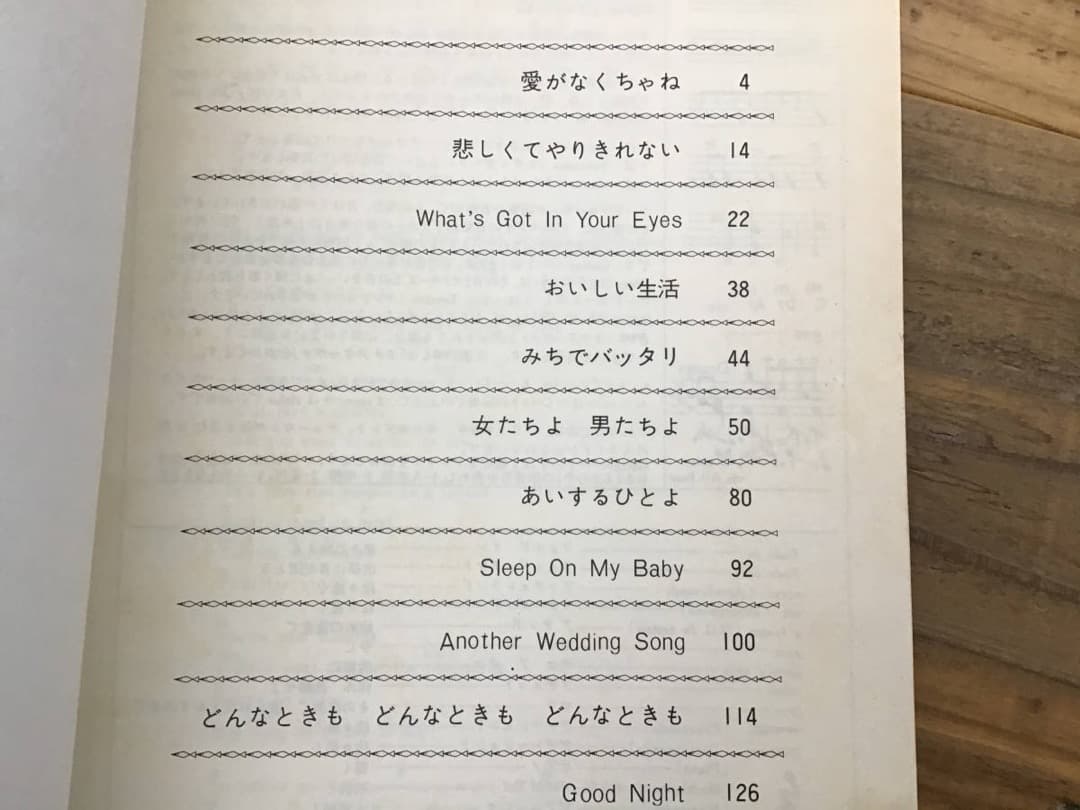 愛がなくちゃね 4
悲しくてやりきれない 14
What's Got In Your Eyes 22
おいしい生活 38
みちでバッタリ 44
女たちよ 男たちよ 50
あいするひとよ 80
Sleep On My Baby 92
Another Wedding Song 100
どんなときも どんなときも どんなときも 114
Good Night 126